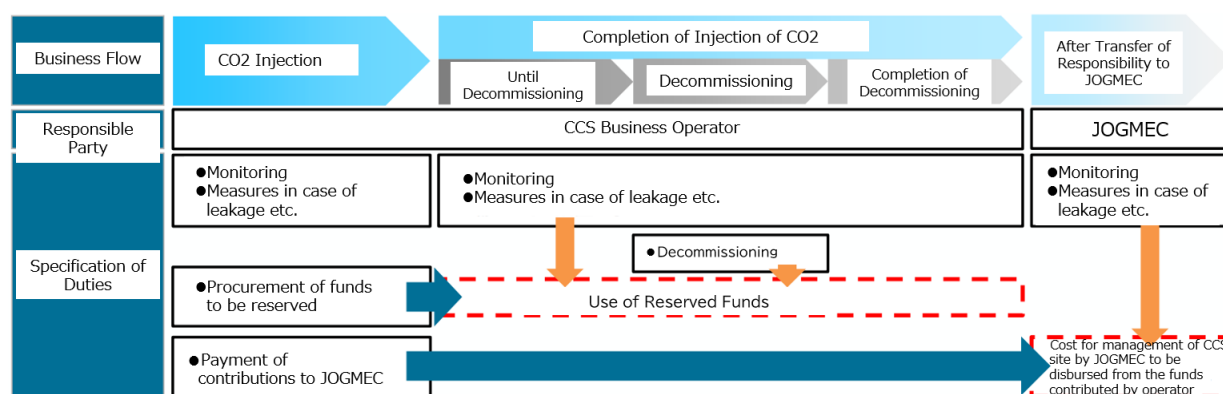 Business Flow
CO2 Injection
Completion of Injection of CO2
Until
Decommissioning
Decommissioning
Completion of
Decommissioning
After Transfer of
Responsibility to
JOGMEC
Responsible
Party
CCS Business Operator
JOGMEC
Specification of
Duties
●Monitoring
●Measures in case of
leakage etc.
●Monitoring
●Measures in case of leakage etc.
●Monitoring
●Measures in case of
leakage etc.
●Decommissioning
●Procurement of funds
to be reserved
Use of Reserved Funds
●Payment of
contributions to JOGMEC
Cost for management of CCS
site by JOGMEC to be
disbursed from the funds
contributed by operator